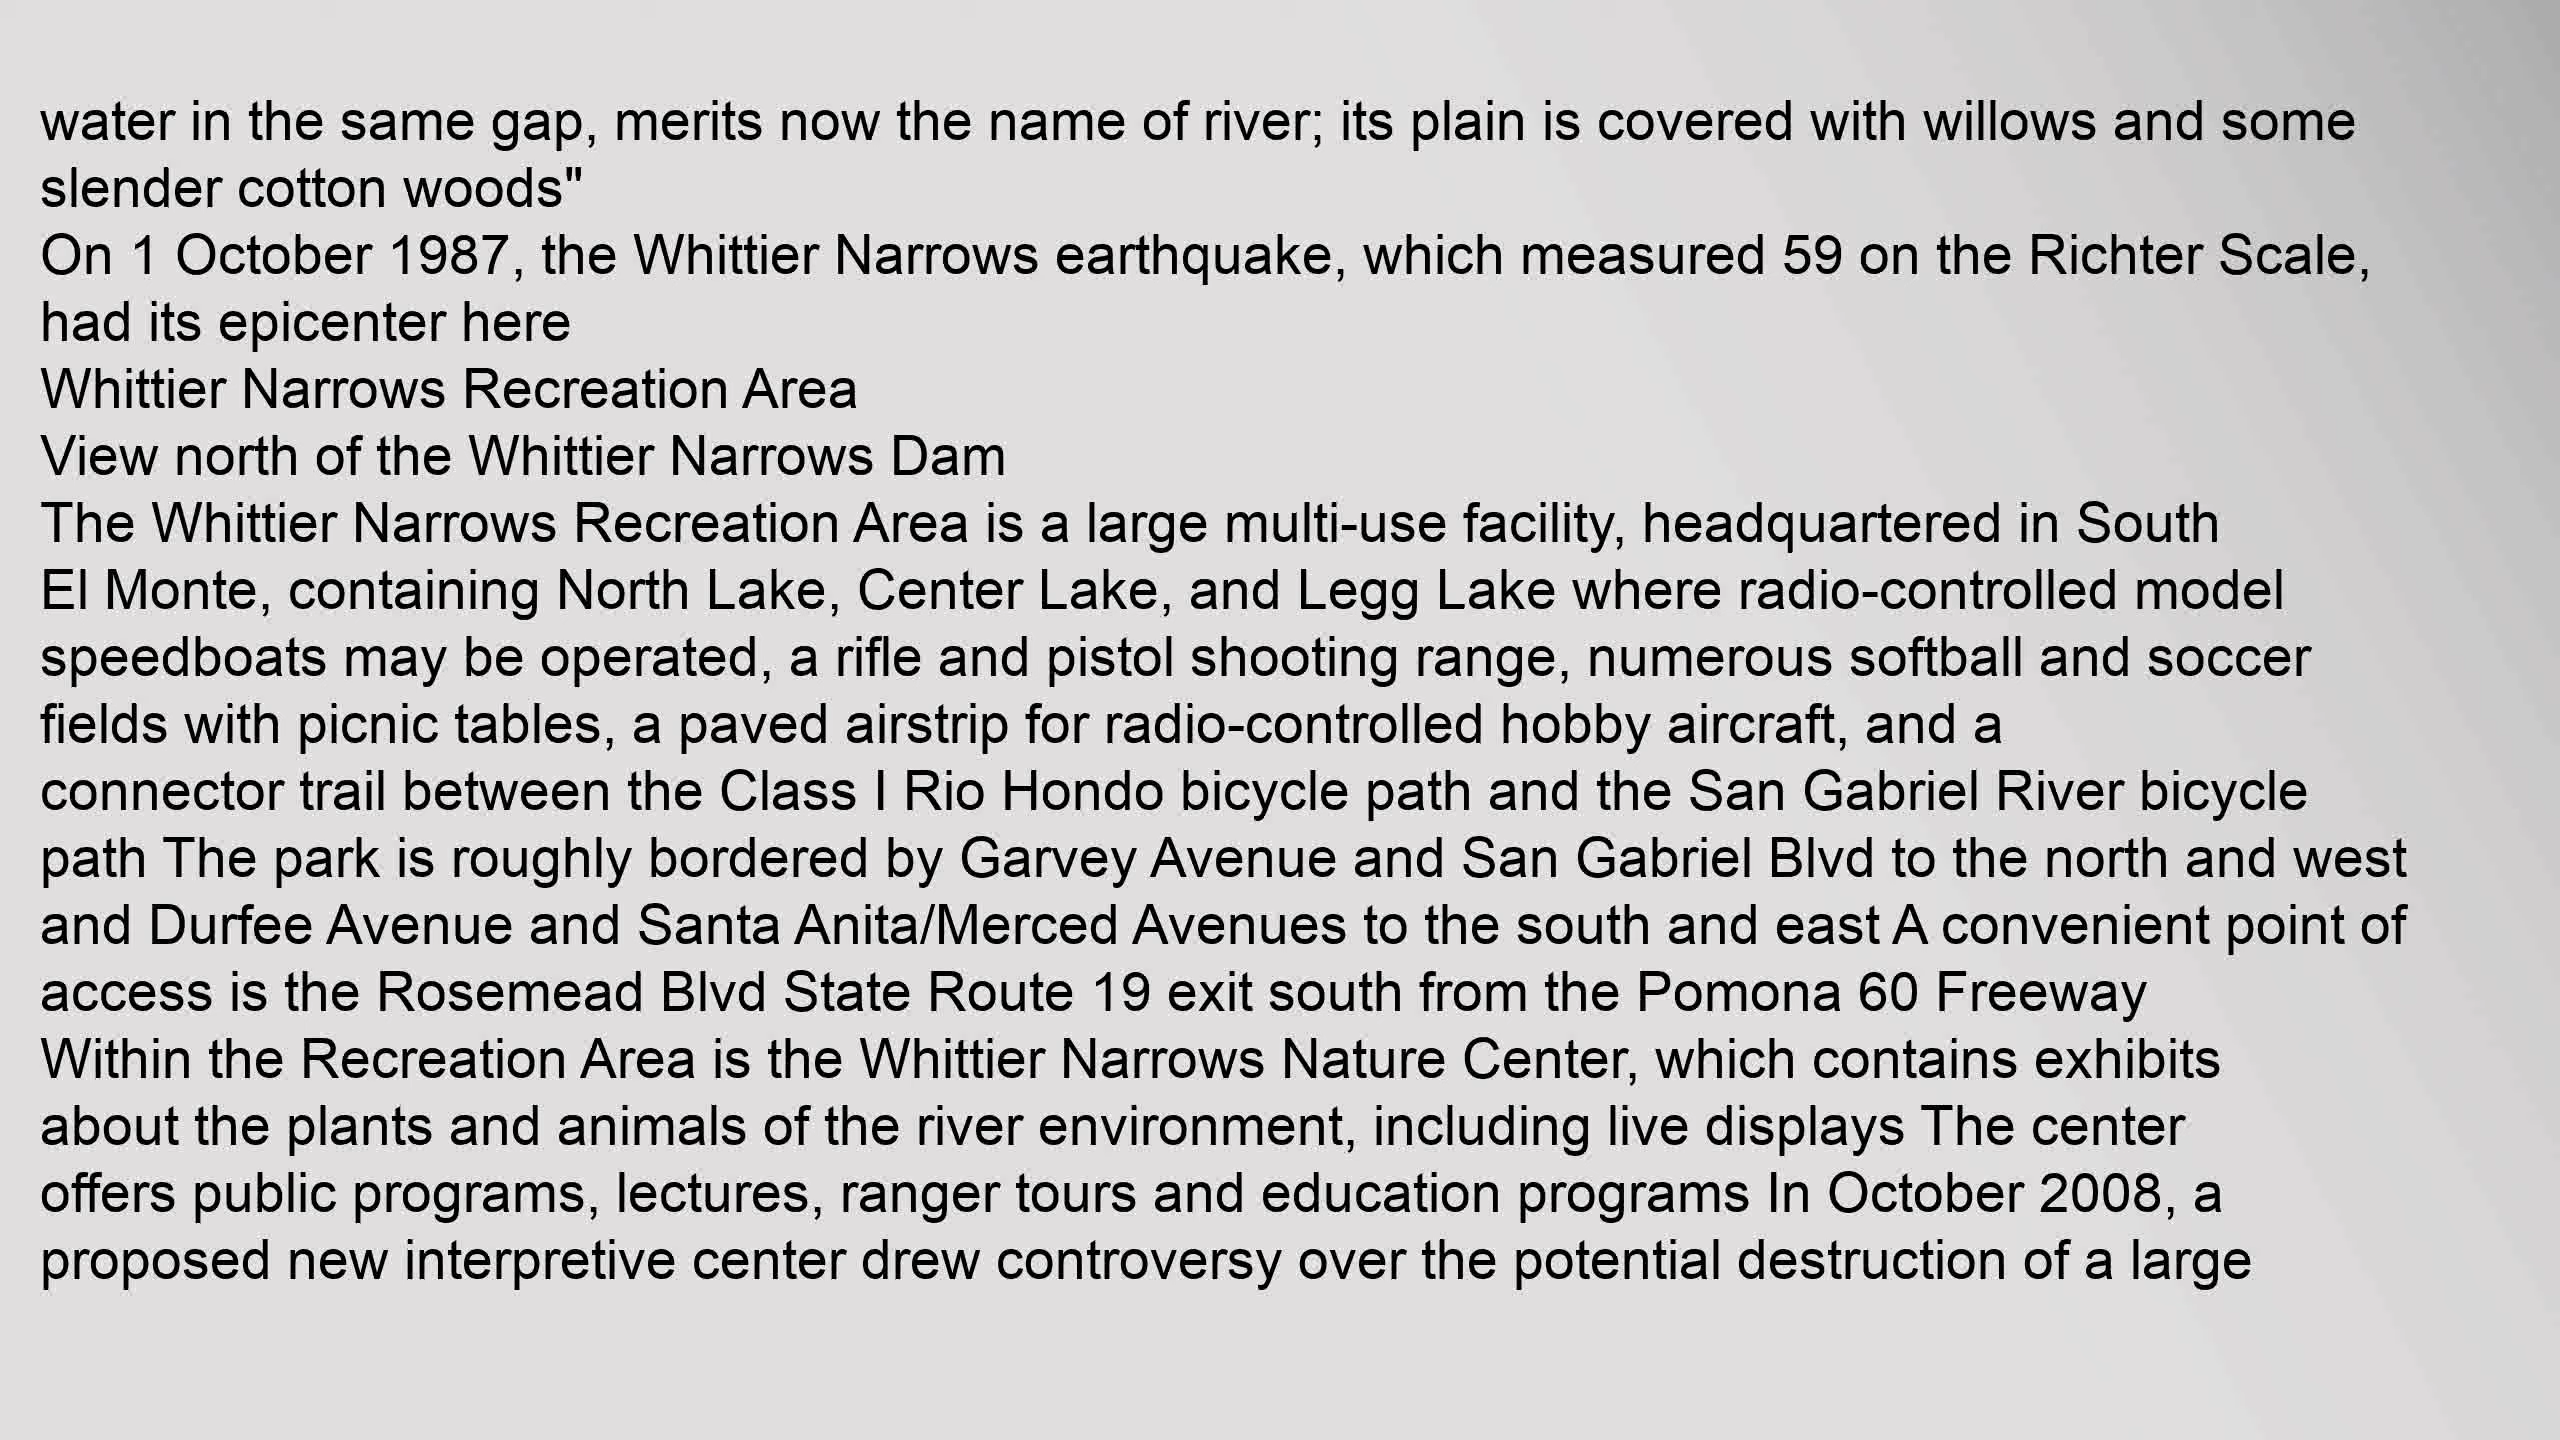 water in the same gap, merits now the name of river; its plain is covered with willows and some
slender cotton woods"
On 1 October 1987, the Whittier Narrows earthquake, which measured 59 on the Richter Scale,
had its epicenter here
Whittier Narrows Recreation Area
View north of the Whittier Narrows Dam
The Whittier Narrows Recreation Area is a large multi-use facility, headquartered in South
El Monte, containing North Lake, Center Lake, and Legg Lake where radio-controlled model
speedboats may be operated, a rifle and pistol shooting range, numerous softball and soccer
fields with picnic tables, a paved airstrip for radio-controlled hobby aircraft, and a
connector trail between the Class I Rio Hondo bicycle path and the San Gabriel River bicycle
path The park is roughly bordered by Garvey Avenue and San Gabriel Blvd to the north and west
and Durfee Avenue and Santa Anita/Merced Avenues to the south and east A convenient point of
access is the Rosemead Blvd State Route 19 exit south from the Pomona 60 Freeway
Within the Recreation Area is the Whittier Narrows Nature Center, which contains exhibits
about the plants and animals of the river environment, including live displays The center
offers public programs, lectures, ranger tours and education programs In October 2008, a
proposed new interpretive center drew controversy over the potential destruction of a large